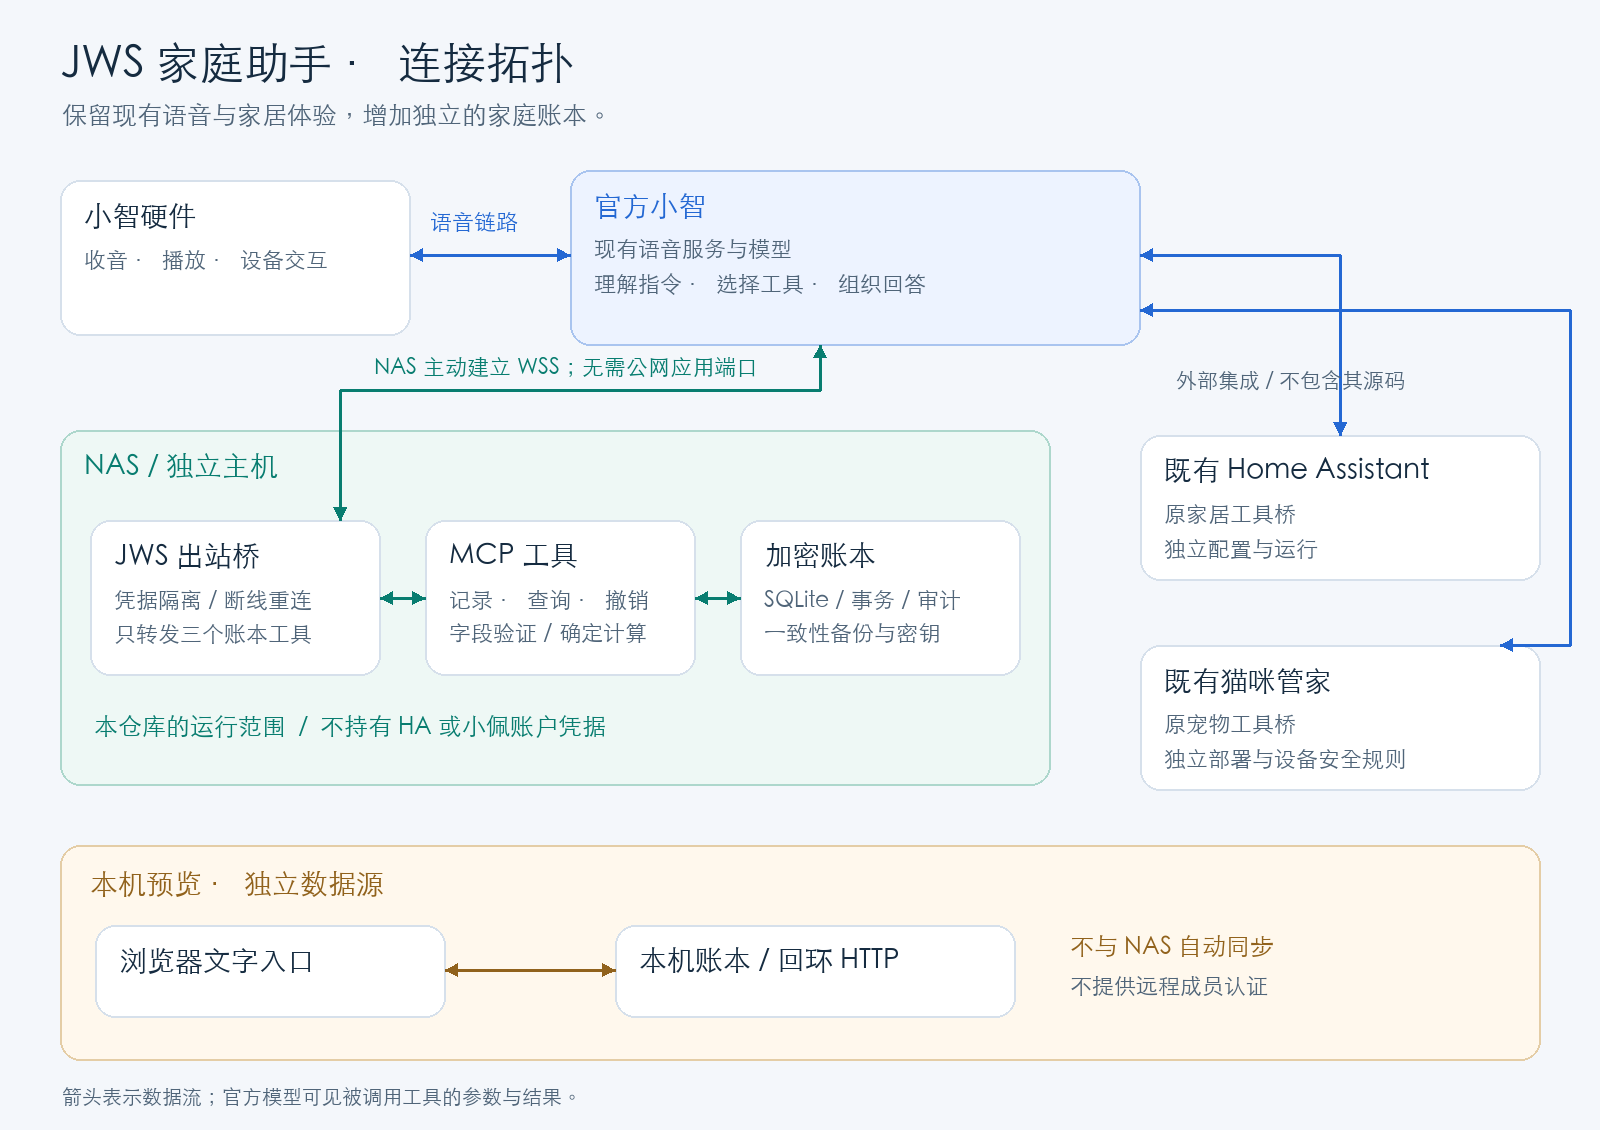 JWS 家庭助手 · 连接拓扑
保留现有语音与家居体验，增加独立的家庭账本。
小智硬件
收音 · 播放 · 设备交互
语音链路
官方小智
现有语音服务与模型
理解指令 · 选择工具 · 组织回答
NAS 主动建立 WSS；无需公网应用端口
外部集成 / 不包含其源码
NAS / 独立主机
JWS 出站桥
凭据隔离 / 断线重连
只转发三个账本工具
MCP 工具
记录 · 查询 · 撤销
字段验证 / 确定计算
加密账本
SQLite / 事务 / 审计
一致性备份与密钥
本仓库的运行范围 / 不持有 HA 或小佩账户凭据
既有 Home Assistant
原家居工具桥
独立配置与运行
既有猫咪管家
原宠物工具桥
独立部署与设备安全规则
本机预览 · 独立数据源
浏览器文字入口
本机账本 / 回环 HTTP
不与 NAS 自动同步
不提供远程成员认证
箭头表示数据流；官方模型可见被调用工具的参数与结果。